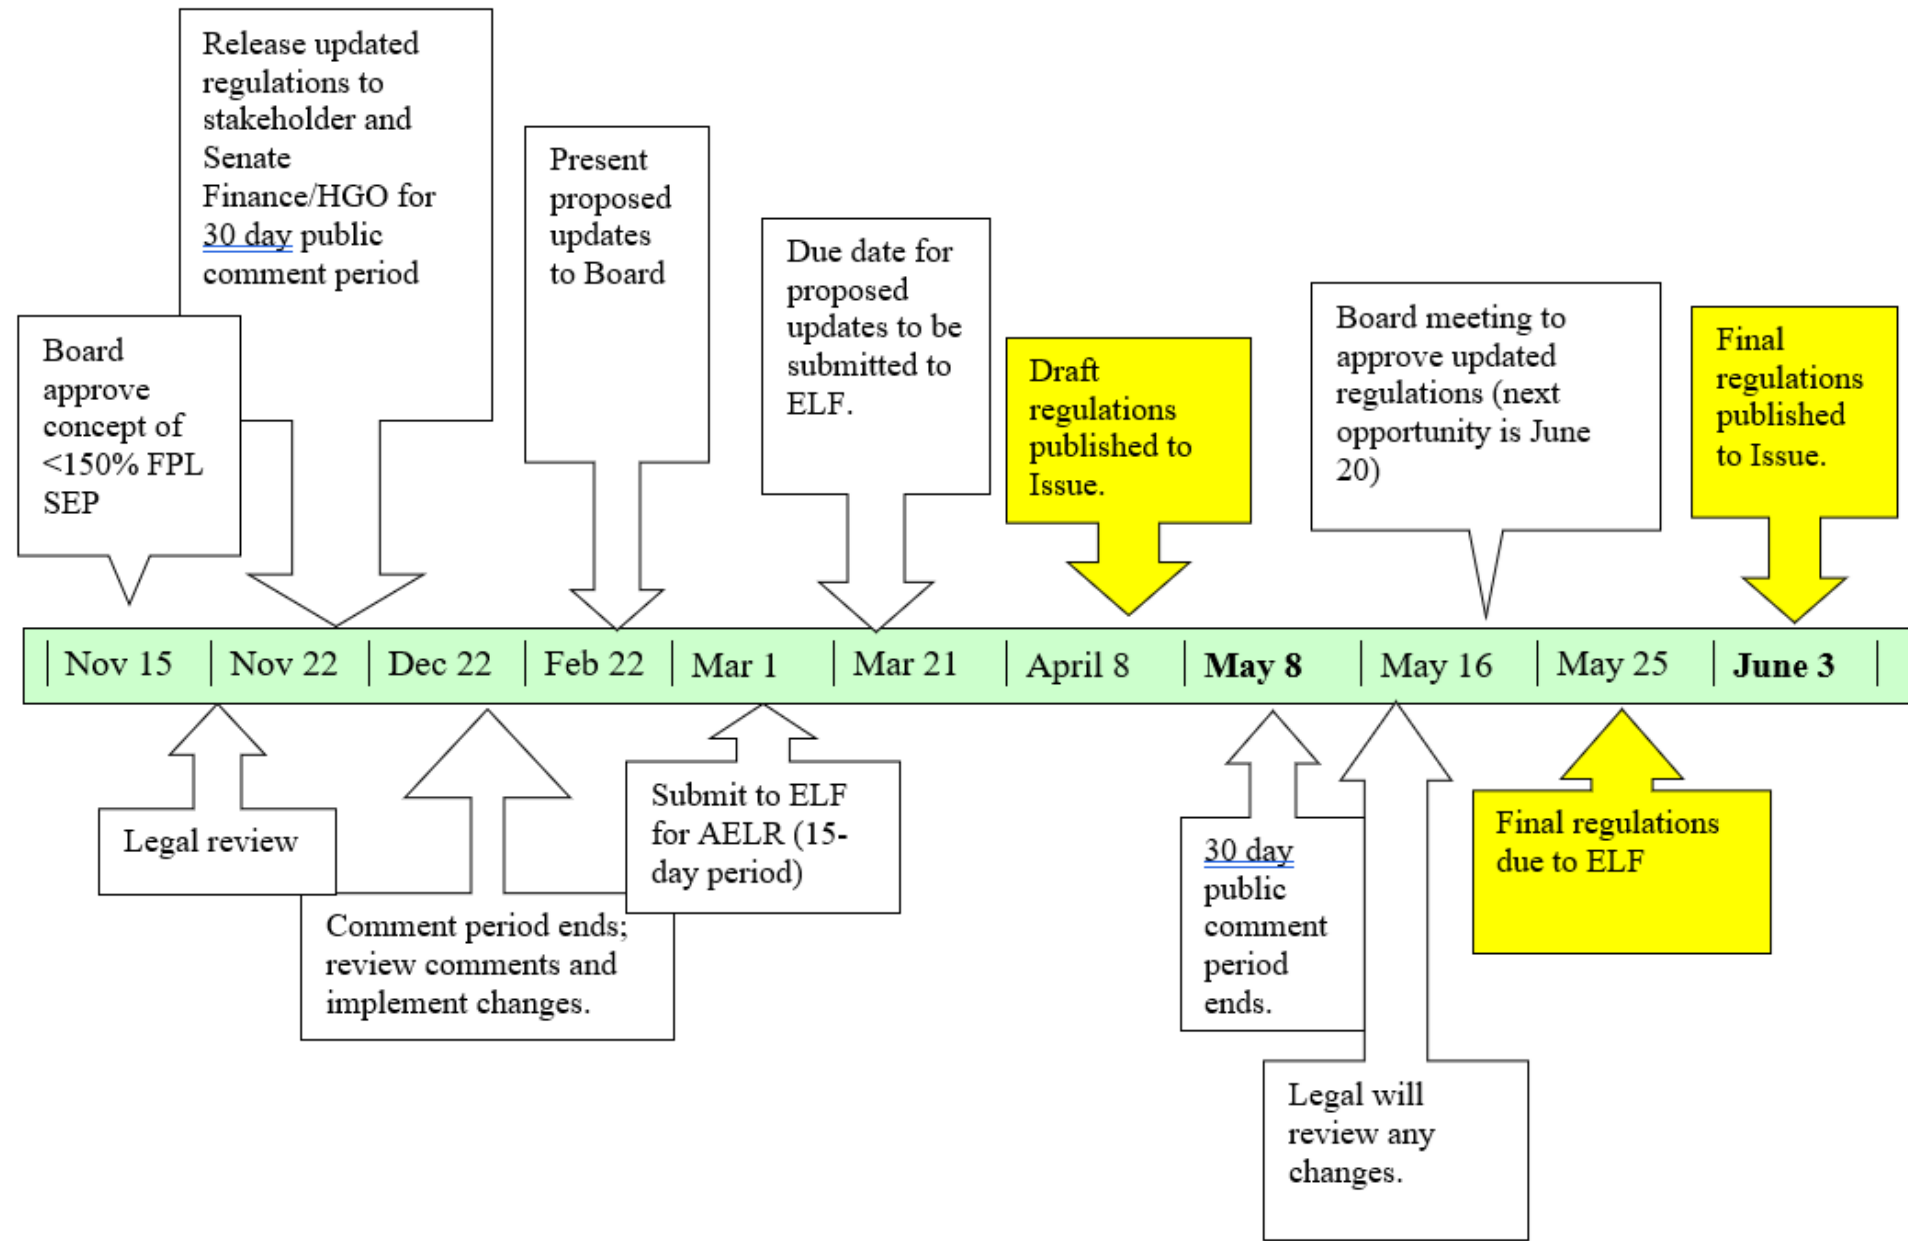 Release updated
regulations to
stakeholder and
Senate
Finance/HGO for
30 day public
comment period
Board
approve
concept of
<150% FPL
SEP
Present
proposed
updates
to Board
Due date for
proposed
updates to be
submitted to
ELF.
Draft
regulations
published to
Issue.
Board meeting to
approve updated
regulations (next
opportunity is June
20)
Final
regulations
published
to Issue.
Nov 15 | Nov 22 | Dec 22 | Feb 22 | Mar 1 | Mar 21 | April 8 | May 8 | May 16 | May 25 | June 3
Legal review
Comment period ends;
review comments and
implement changes.
Submit to ELF
for AELR (15-
day period)
30 day
public
comment
period
ends.
Legal will
review any
changes.
Final regulations
due to ELF